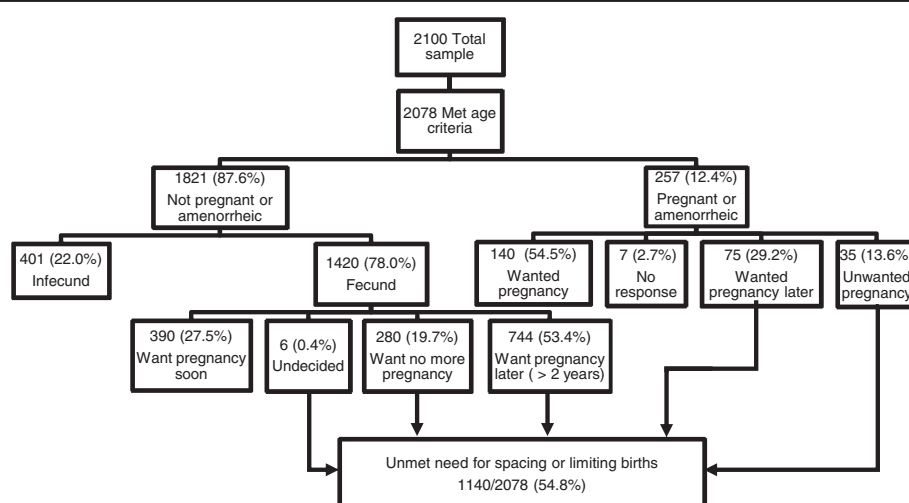 2100 Total
sample
2078 Met age
criteria
1821 (87.6%)
Not pregnant or
amenorrheic
257 (12.4%)
Pregnant or
amenorrheic
401 (22.0%)
Infecund
1420 (78.0%)
Fecund
140 (54.5%)
Wanted
pregnancy
7 (2.7%)
No
response
75 (29.2%)
Wanted
pregnancy later
35 (13.6%
Unwanted
pregnancy
390 (27.5%)
Want pregnancy
soon
6 (0.4%)
Undecided
280 (19.7%)
Want no more
pregnancy
744 (53.4%)
Want pregnancy
later ( > 2 years)
Unmet need for spacing or limiting births
1140/2078 (54.8%)